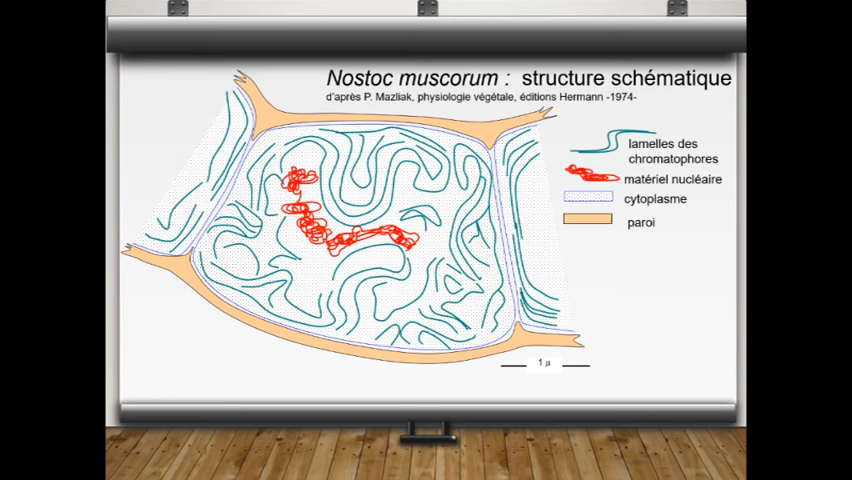 Nostoc muscorum : structure schématique
d'après P. Mazliak, physiologie végétale, éditions Hermann -1974-
lamelles des
chromatophores
matériel nucléaire
cytoplasme
paroi
1 µ